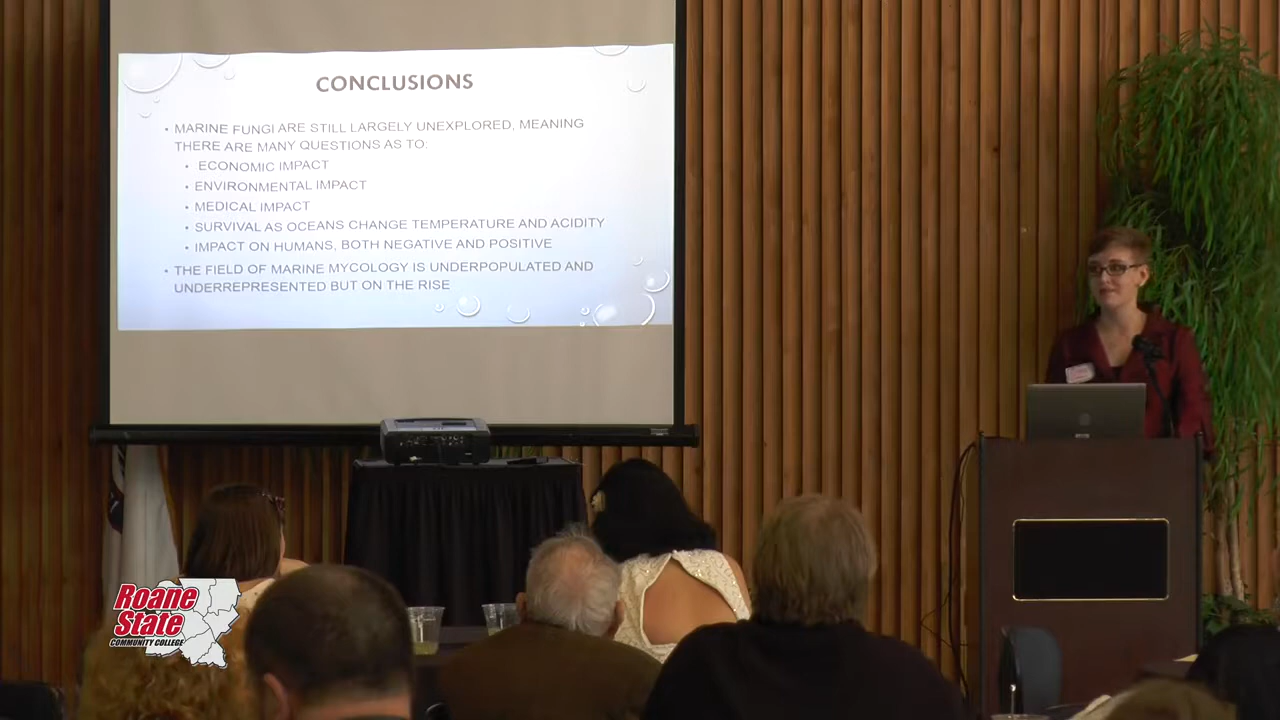 CONCLUSIONS
• MARINE FUNGI ARE STILL LARGELY UNEXPLORED, MEANING
THERE ARE MANY QUESTIONS AS TO:
• ECONOMIC IMPACT
• ENVIRONMENTAL IMPACT
• MEDICAL IMPACT
• SURVIVAL AS OCEANS CHANGE TEMPERATURE AND ACIDITY
• IMPACT ON HUMANS, BOTH NEGATIVE AND POSITIVE
• THE FIELD OF MARINE MYCOLOGY IS UNDERPOPULATED AND
UNDERREPRESENTED BUT ON THE RISE
Roane
State
COMMUNITY COLLEGE